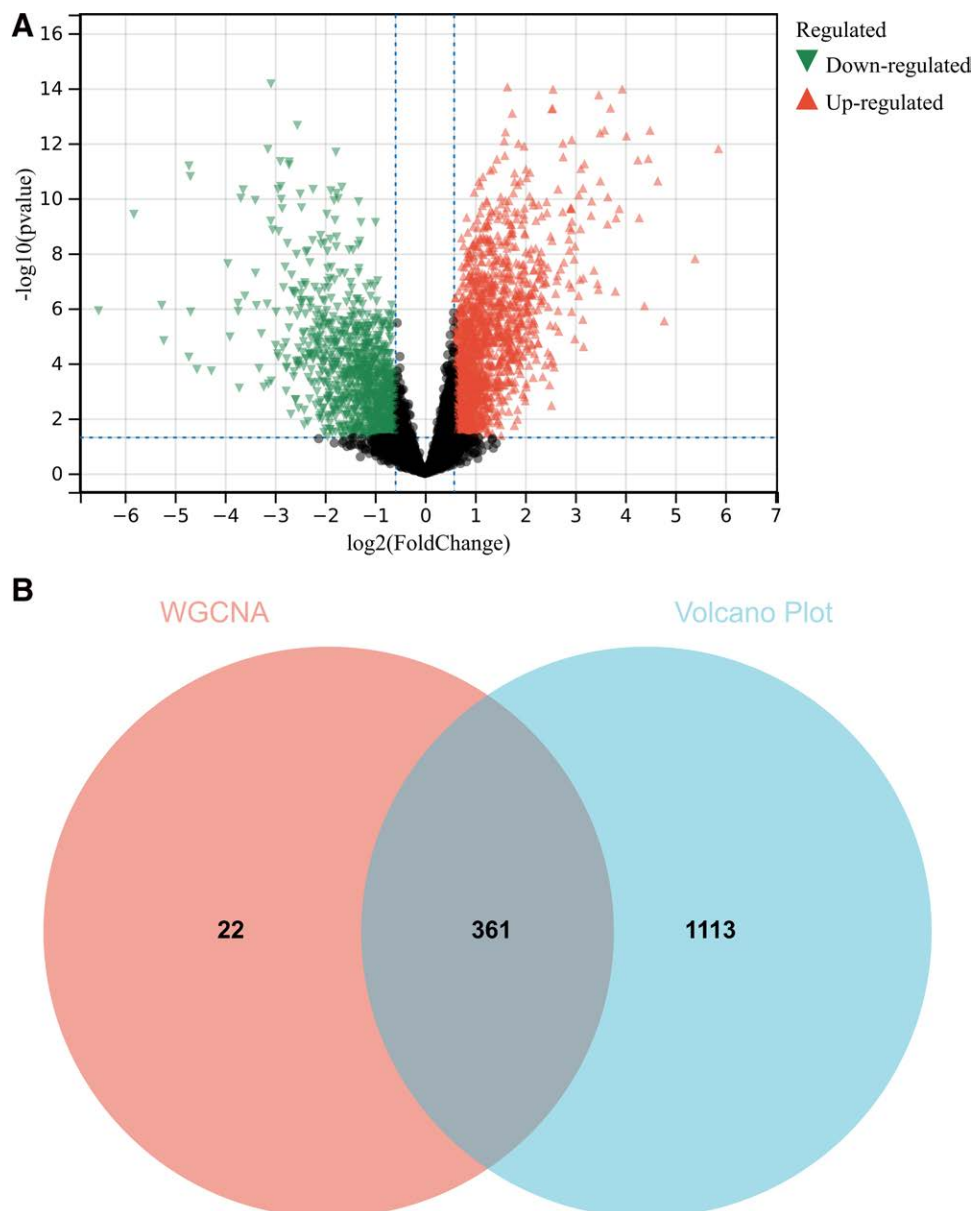 A
16
14
12
10
8
6
4
2
0
-log10(pvalue)
−6 −5 −4 −3 −2 −1 0 1 2 3 4 5 6 7
log2(FoldChange)
Regulated
Down-regulated
Up-regulated
B
WGCNA Volcano Plot
22 361 1113